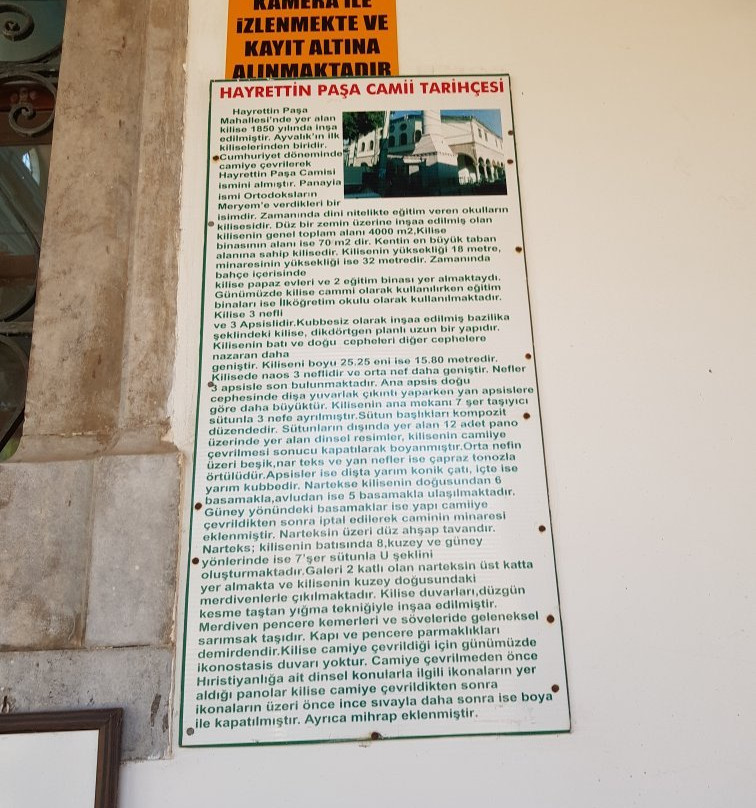 KAMERA İLE
İZLENMEKTE VE
KAYIT ALTINA
ALINMAKTADIR
HAYRETTİN PAŞA CAMİİ TARİHÇESİ
Hayrettin Paşa
Mahallesi'nde yer alan
kilise 1850 yılında inşa
edilmiştir. Ayvalık'ın ilk
kiliselerinden biridir.
Cumhuriyet döneminde
camiye çevrilerek
Hayrettin Paşa Camisi
ismini almıştır. Panayia
ismi Ortodoksların
Meryem'e verdikleri bir
isimdir. Zamanında dini nitelikte eğitim veren okulların
kilisesidir. Düz bir zemin üzerine inşaa edilmiş olan
kilisenin genel toplam alanı 4000 m2,Kilise
binasının alanı ise 70 m2 dir. Kentin en büyük taban
alanına sahip kilisedir. Kilisenin yüksekliği 18 metre,
minaresinin yüksekliği ise 32 metredir. Zamanında
bahçe içerisinde
kilise papaz evleri ve 2 eğitim binası yer almaktaydı.
Günümüzde kilise cammi olarak kullanılırken eğitim
binaları ise İlköğretim okulu olarak kullanılmaktadır.
Kilise 3 nefli
ve 3 Apsislidir.Kubbesiz olarak inşaa edilmiş bazilika
şeklindeki kilise, dikdörtgen planlı uzun bir yapıdır.
Kilisenin batı ve doğu cepheleri diğer cephelere
nazaran daha
geniştir. Kiliseni boyu 25.25 eni ise 15.80 metredir.
Kilisede naos 3 neflidir ve orta nef daha geniştir. Nefler
3 apsisle son bulunmaktadır. Ana apsis doğu
cephesinde dışa yuvarlak çıkıntı yaparken yan apsislere
göre daha büyüktür. Kilisenin ana mekanı 7 şer taşıyıcı
sütunla 3 nefe ayrılmıştır.Sütun başlıkları kompozit
düzendedir. Sütunların dışında yer alan 12 adet pano
üzerinde yer alan dinsel resimler, kilisenin camiiye
çevrilmesi sonucu kapatılarak boyanmıştır.Orta nefin
üzeri beşik,nar teks ve yan nefler ise çapraz tonozla
örtülüdür.Apsisler ise dışta yarım konik çatı, içte ise
yarım kubbedir. Nartekse kilisenin doğusundan 6
basamakla,avludan ise 5 basamakla ulaşılmaktadır.
Güney yönündeki basamaklar ise yapı camiiye
çevrildikten sonra iptal edilerek caminin minaresi
eklenmiştir. Narteksin üzeri düz ahşap tavandır.
Narteks; kilisenin batısında 8,kuzey ve güney
yönlerinde ise 7'şer sütunla U şeklini
oluşturmaktadır.Galeri 2 katlı olan narteksin üst katta
yer almakta ve kilisenin kuzey doğusundaki
merdivenlerle çıkılmaktadır. Kilise duvarları,düzgün
kesme taştan yığma tekniğiyle inşaa edilmiştir.
Merdiven pencere kemerleri ve söveleride geleneksel
sarımsak taşıdır. Kapı ve pencere parmaklıkları
demirdendir.Kilise camiye çevrildiği için günümüzde
ikonostasis duvarı yoktur. Camiye çevrilmeden önce
Hıristiyanlığa ait dinsel konularla ilgili ikonaların yer
aldığı panolar kilise camiye çevrildikten sonra
ikonaların üzeri önce ince sıvayla daha sonra ise boya
ile kapatılmıştır. Ayrıca mihrap eklenmiştir.